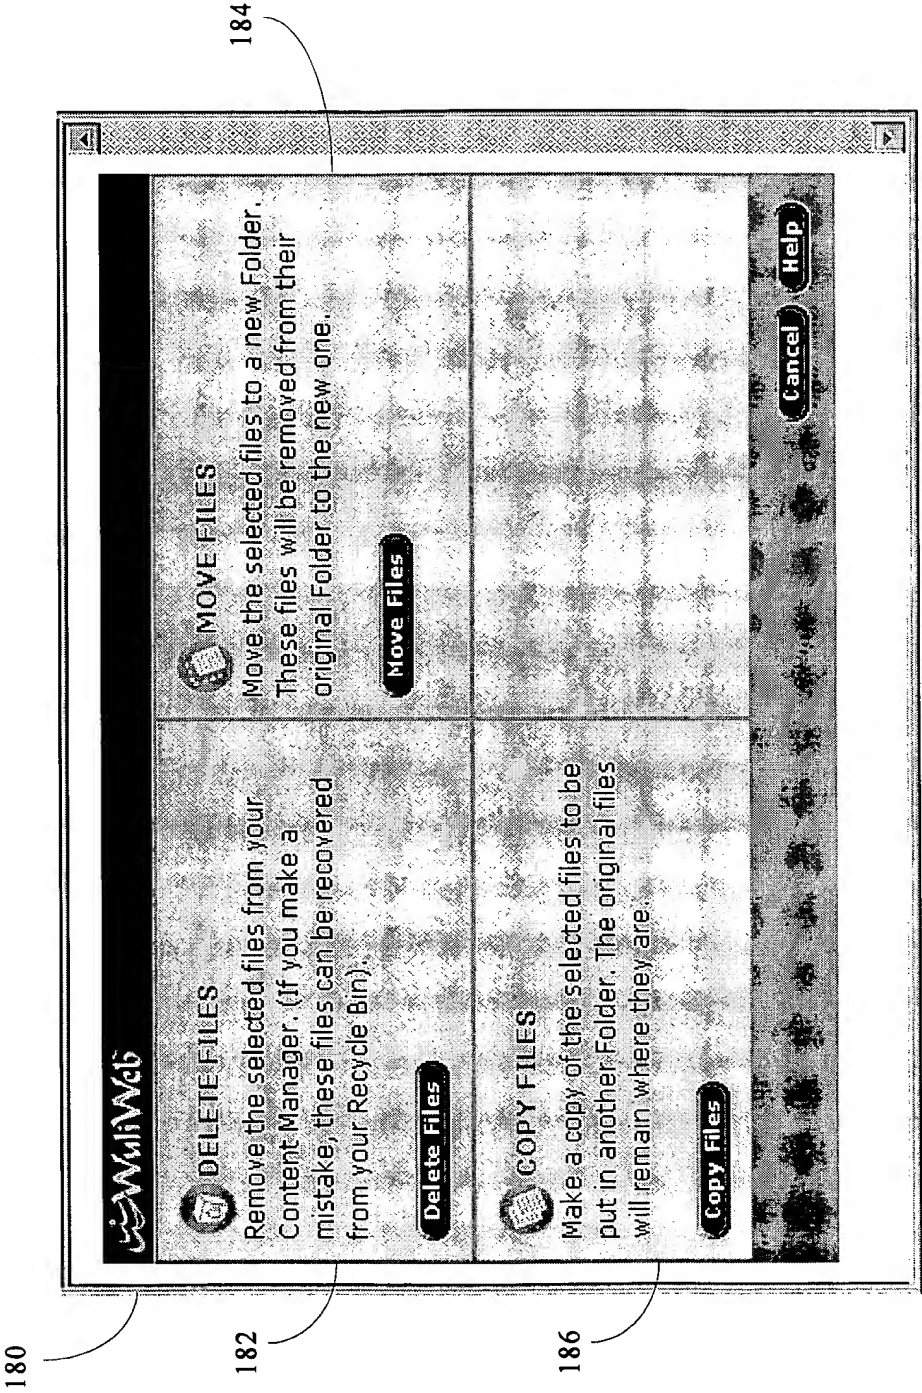 180
WuliWeb
182
DELETE FILES
Remove the selected files from your
Content Manager. (If you make a
mistake, these files can be recovered
from your Recycle Bin).
Delete Files
184
MOVE FILES
Move the selected files to a new Folder.
These files will be removed from their
original Folder to the new one.
Move Files
186
COPY FILES
Make a copy of the selected files to be
put in another Folder. The original files
will remain where they are.
Copy Files
Cancel
Help